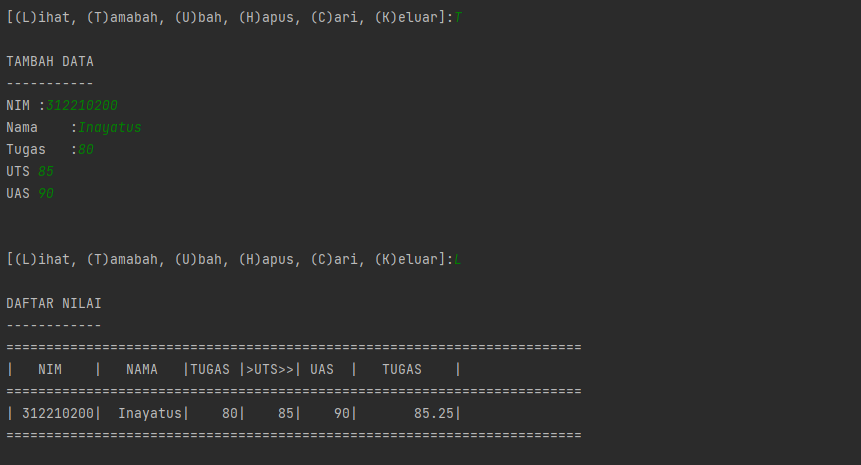 [(L)ihat, (T)amabah, (U)bah, (H)apus, (C)ari, (K)eluar]:T
TAMBAH DATA
-----------
NIM :312210200
Nama    :Inayatus
Tugas   :80
UTS 85
UAS 90
[(L)ihat, (T)amabah, (U)bah, (H)apus, (C)ari, (K)eluar]:L
DAFTAR NILAI
------------
========================================================================
|   NIM    |   NAMA   |TUGAS |>UTS>>| UAS  |   TUGAS    |
========================================================================
| 312210200|  Inayatus|    80|    85|    90|       85.25|
========================================================================